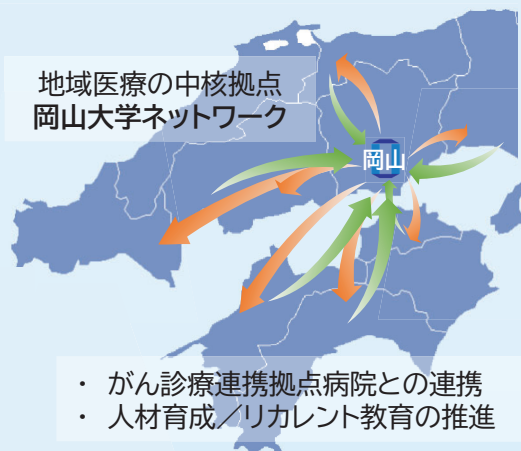 地域医療の中核拠点
岡山大学ネットワーク
岡山
・ がん診療連携拠点病院との連携
・ 人材育成／リカレント教育の推進